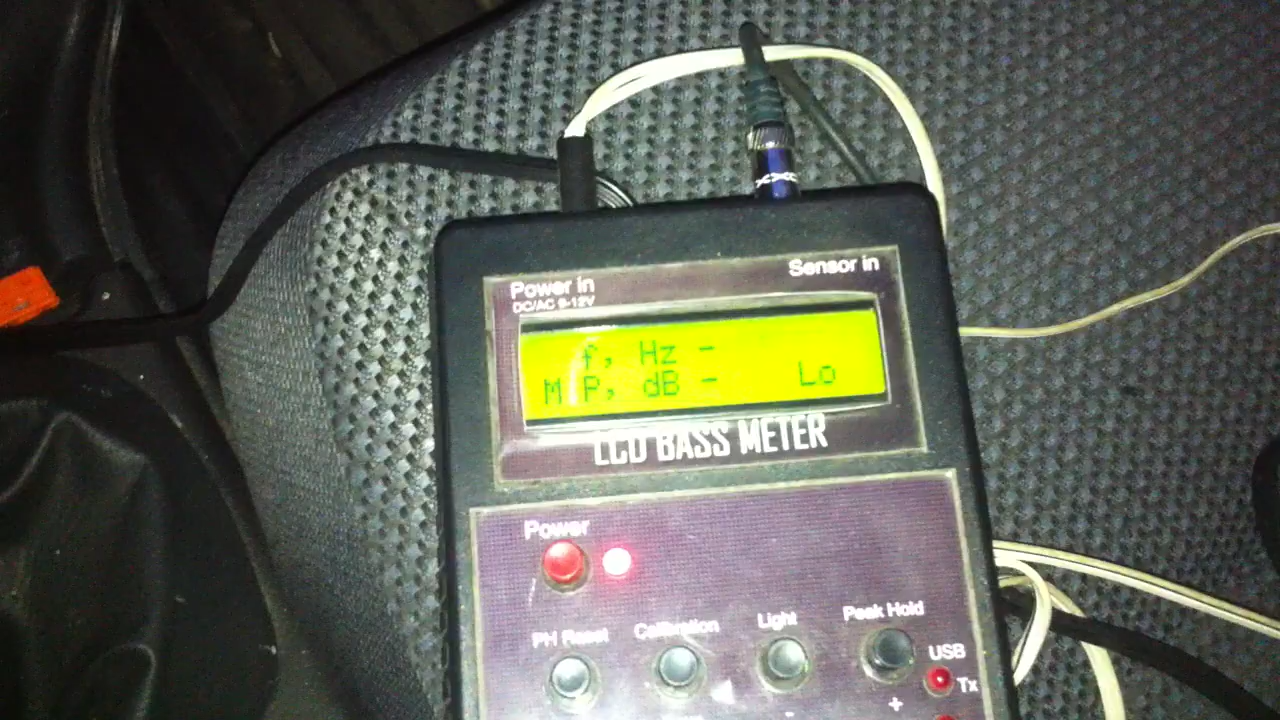 Power in
Sensor in
DC/AC 9-12V
f, Hz -
M P, dB - Lo
LCD BASS METER
Power
PH Reset
Calibration
Light
Peak Hold
USB
Tx
-
+